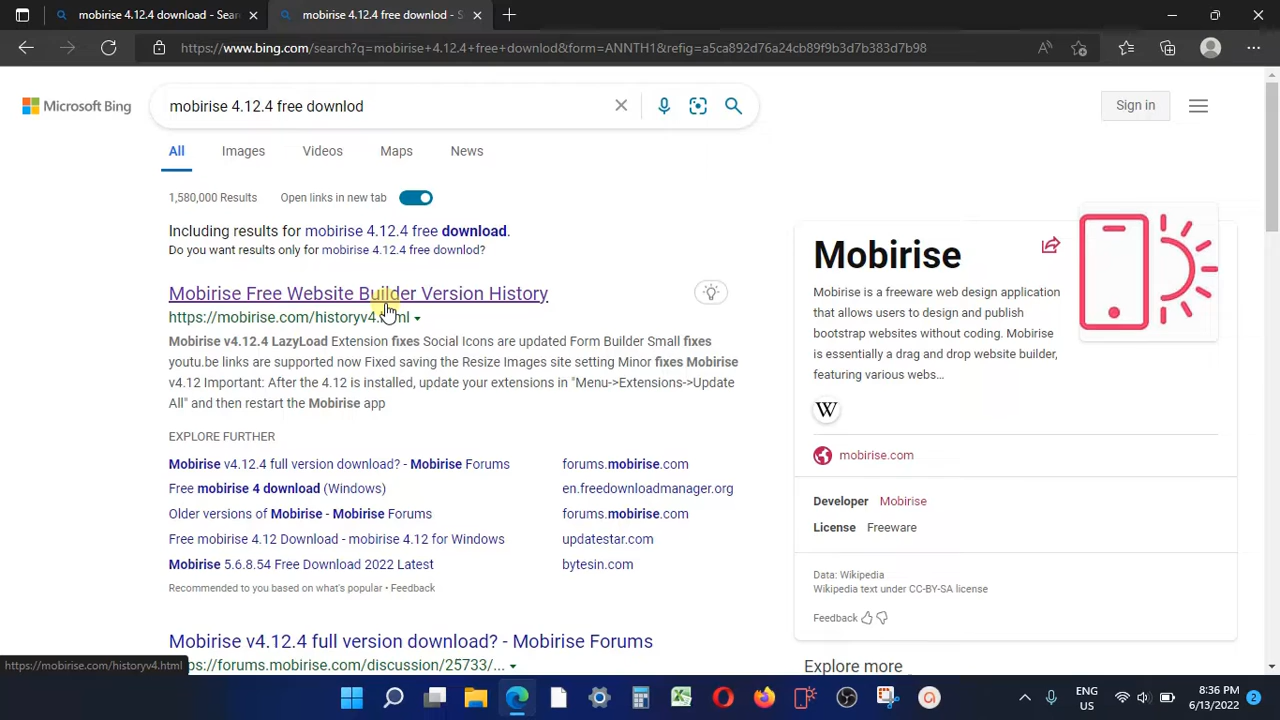 mobirise 4.12.4 download - Sear
mobirise 4.12.4 free downlod - S
https://www.bing.com/search?q=mobirise+4.12.4+free+downlod&form=ANNTH1&refig=a5ca892d76a24cb89f9b3d7b383d7b98
Microsoft Bing
mobirise 4.12.4 free downlod
Sign in
All
Images
Videos
Maps
News
1,580,000 Results
Open links in new tab
Including results for mobirise 4.12.4 free download.
Do you want results only for mobirise 4.12.4 free downlod?
Mobirise Free Website Builder Version History
https://mobirise.com/historyv4.html
Mobirise v4.12.4 LazyLoad Extension fixes Social Icons are updated Form Builder Small fixes
youtu.be links are supported now Fixed saving the Resize Images site setting Minor fixes Mobirise
v4.12 Important: After the 4.12 is installed, update your extensions in "Menu->Extensions->Update
All" and then restart the Mobirise app
EXPLORE FURTHER
Mobirise v4.12.4 full version download? - Mobirise Forums
forums.mobirise.com
Free mobirise 4 download (Windows)
en.freedownloadmanager.org
Older versions of Mobirise - Mobirise Forums
forums.mobirise.com
Free mobirise 4.12 Download - mobirise 4.12 for Windows
updatestar.com
Mobirise 5.6.8.54 Free Download 2022 Latest
bytesin.com
Recommended to you based on what's popular • Feedback
Mobirise v4.12.4 full version download? - Mobirise Forums
ps://forums.mobirise.com/discussion/25733/...
https://mobirise.com/historyv4.html
Mobirise
Mobirise is a freeware web design application
that allows users to design and publish
bootstrap websites without coding. Mobirise
is essentially a drag and drop website builder,
featuring various webs…
W
mobirise.com
Developer Mobirise
License Freeware
Data: Wikipedia
Wikipedia text under CC-BY-SA license
Feedback
Explore more
ENG
US
8:36 PM
6/13/2022
2